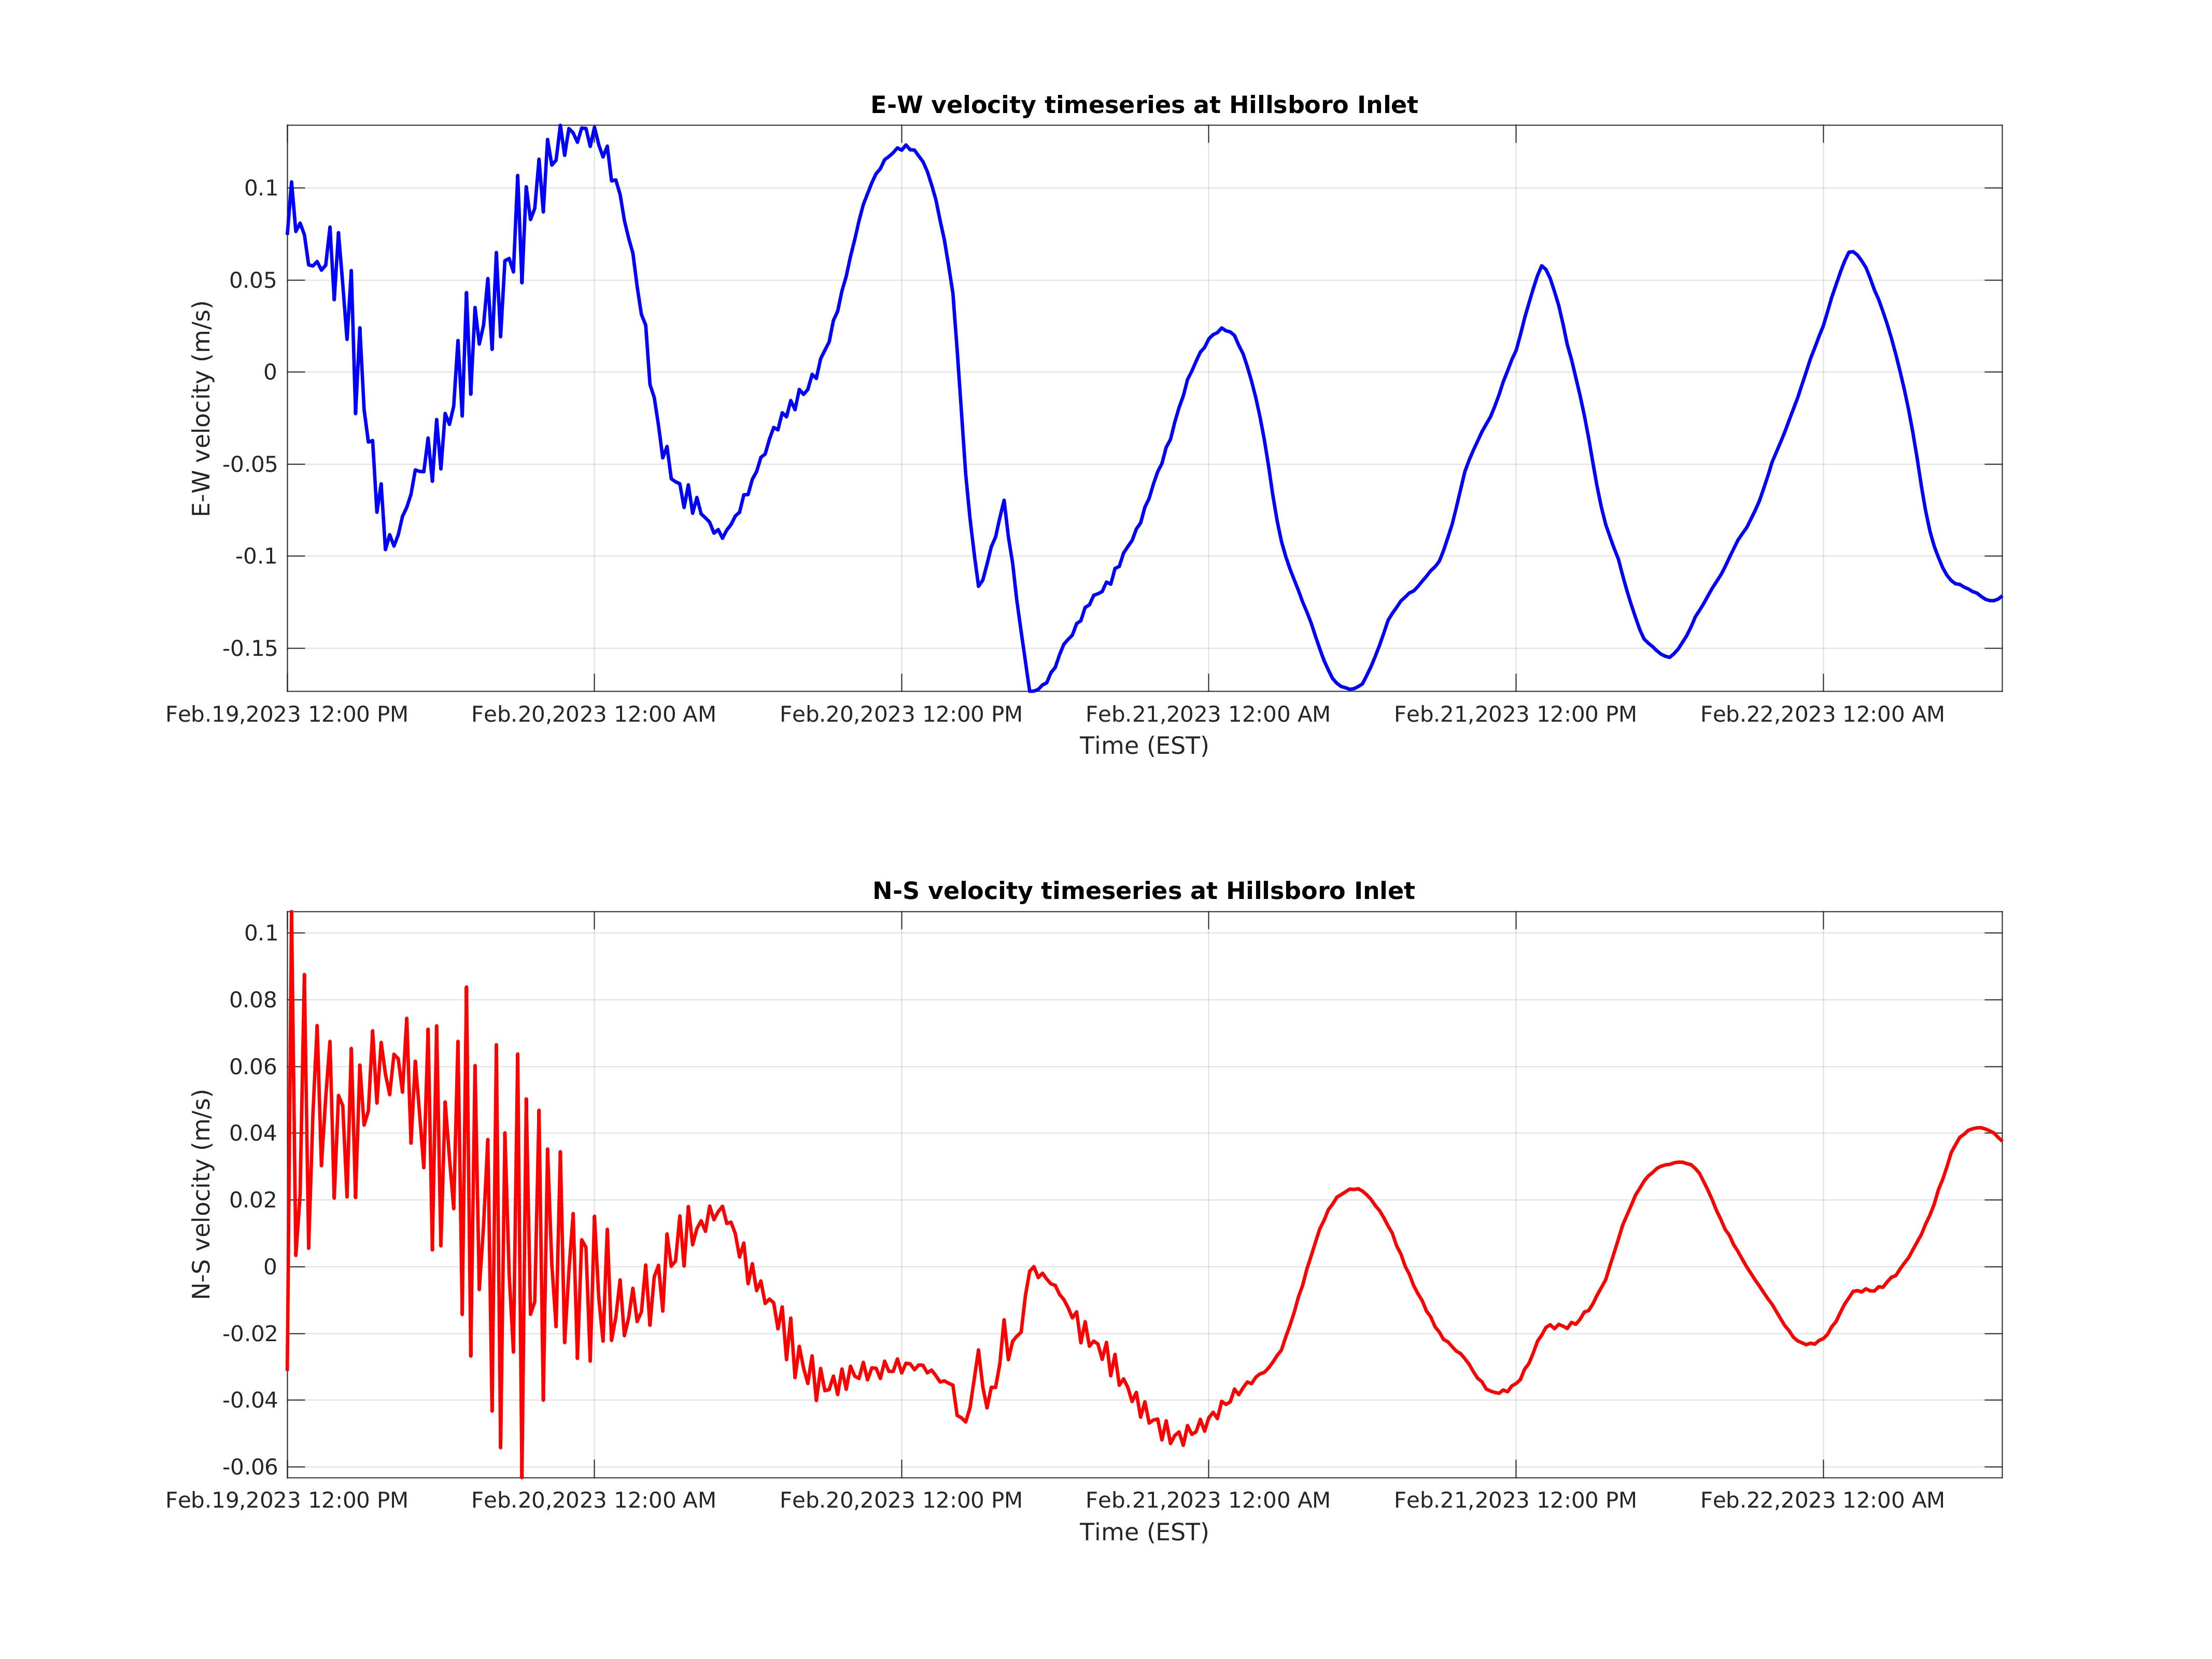 E-W velocity timeseries at Hillsboro Inlet
E-W velocity (m/s)
0.1
0.05
0
-0.05
-0.1
-0.15
Feb.19,2023 12:00 PM Feb.20,2023 12:00 AM Feb.20,2023 12:00 PM Feb.21,2023 12:00 AM Feb.21,2023 12:00 PM Feb.22,2023 12:00 AM
Time (EST)
N-S velocity timeseries at Hillsboro Inlet
N-S velocity (m/s)
0.1
0.08
0.06
0.04
0.02
0
-0.02
-0.04
-0.06
Feb.19,2023 12:00 PM Feb.20,2023 12:00 AM Feb.20,2023 12:00 PM Feb.21,2023 12:00 AM Feb.21,2023 12:00 PM Feb.22,2023 12:00 AM
Time (EST)